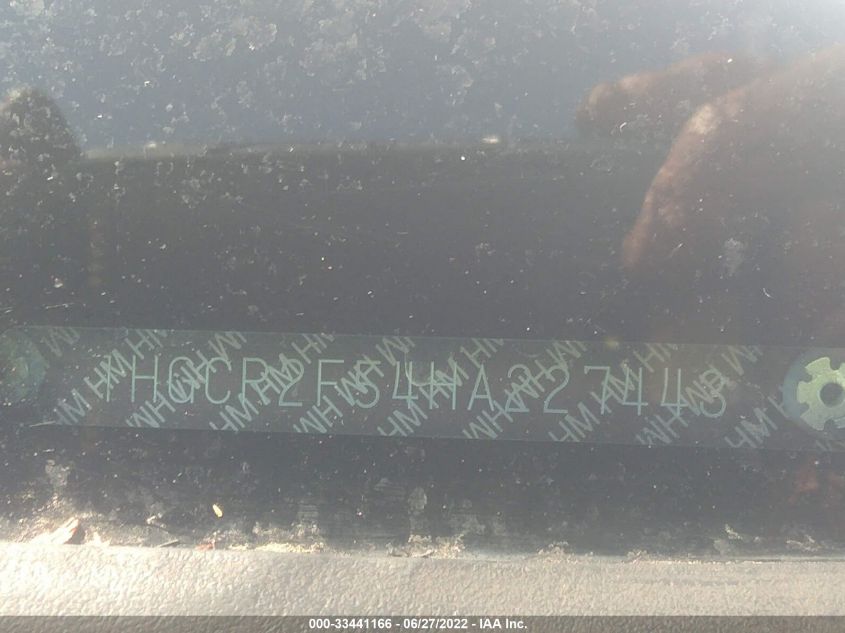 1HGCR2F54HA227443
000-33441166 - 06/27/2022 - IAA Inc.